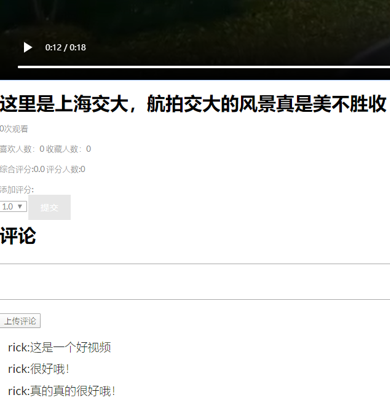 0:12 / 0:18
这里是上海交大，航拍交大的风景真是美不胜收
0次观看
喜欢人数：0 收藏人数：0
综合评分:0.0 评分人数:0
添加评分:
1.0 提交
评论
上传评论
rick:这是一个好视频
rick:很好哦！
rick:真的真的很好哦！